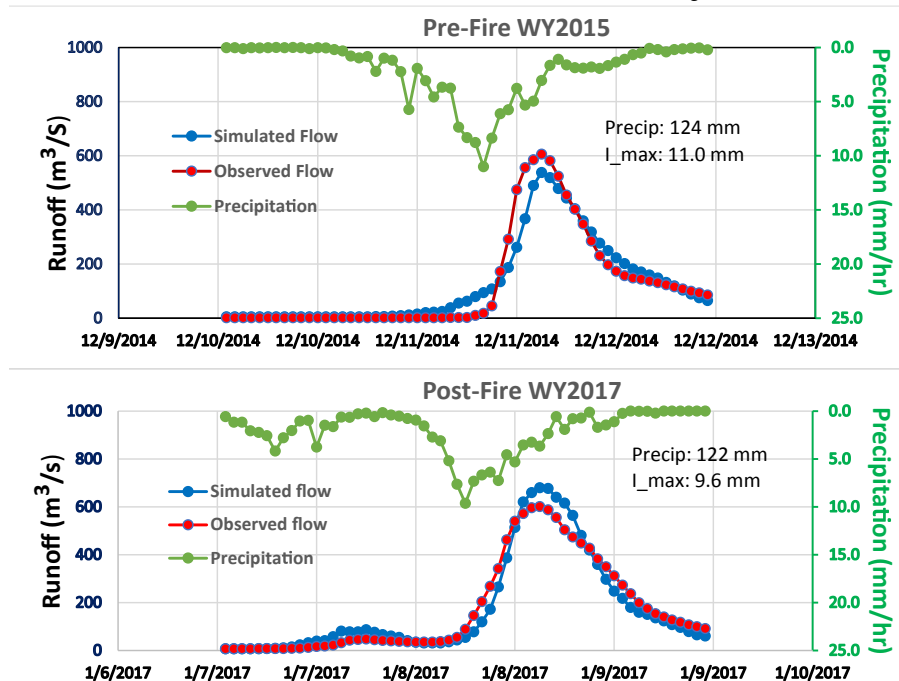 Pre-Fire WY2015
1000
800
600
400
200
0
Runoff (m³/S)
Simulated Flow
Observed Flow
Precipitation
Precip: 124 mm
I_max: 11.0 mm
0.0
5.0
10.0
15.0
20.0
25.0
Precipitation (mm/hr)
12/9/2014 12/10/2014 12/10/2014 12/11/2014 12/11/2014 12/12/2014 12/12/2014 12/13/2014
Post-Fire WY2017
1000
800
600
400
200
0
Runoff (m³/s)
Simulated flow
Observed flow
Precipitation
Precip: 122 mm
I_max: 9.6 mm
0.0
5.0
10.0
15.0
20.0
25.0
Precipitation (mm/hr)
1/6/2017 1/7/2017 1/7/2017 1/8/2017 1/8/2017 1/9/2017 1/9/2017 1/10/2017